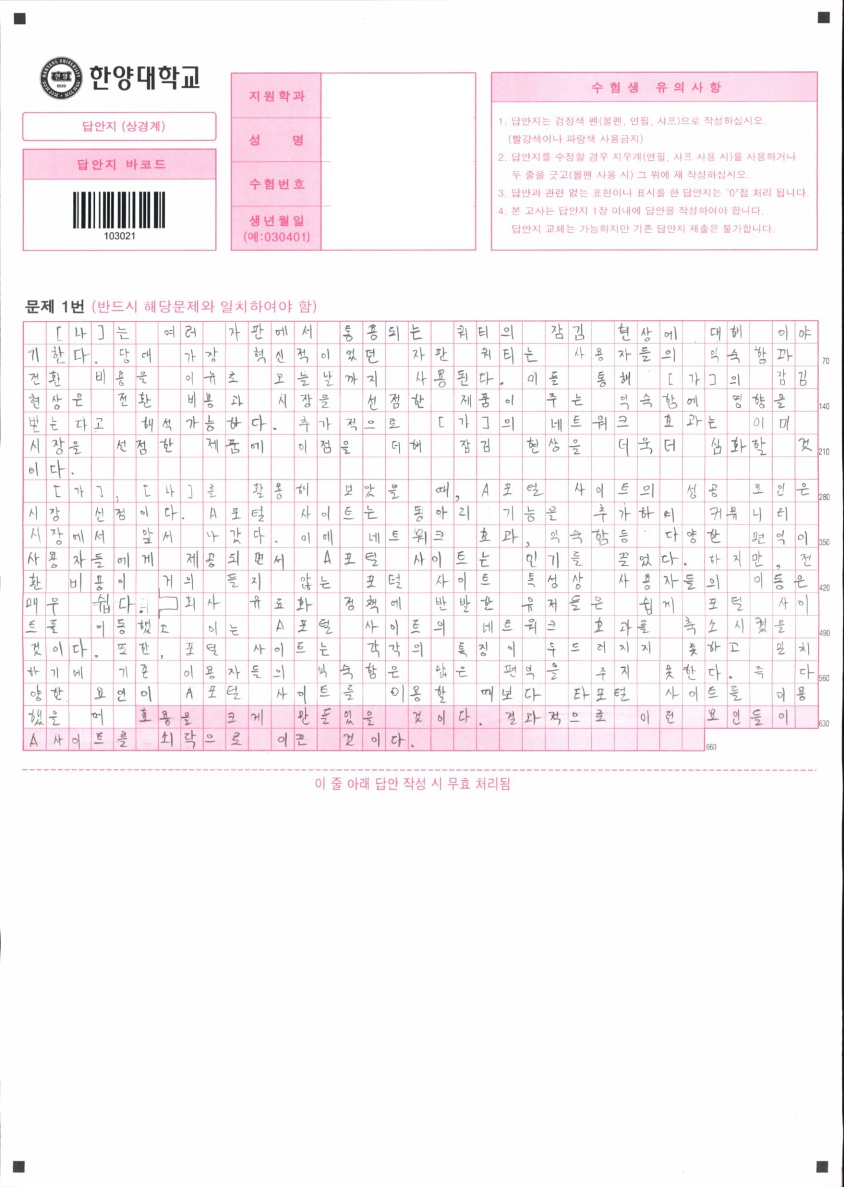 한양대학교
답안지 (상경계)
답안지 바코드
103021
지원학과
성 명
수험번호
생년월일
(예:030401)
수 험 생 유 의 사 항
1. 답안지는 검정색 펜(볼펜, 연필, 샤프)으로 작성하십시오.
(빨강색이나 파랑색 사용금지)
2. 답안지를 수정할 경우 지우개(연필, 샤프 사용 시)를 사용하거나
두 줄을 긋고(볼펜 사용 시) 그 위에 재 작성하십시오.
3. 답안과 관련 없는 표현이나 표시를 한 답안지는 "0"점 처리 됩니다.
4. 본 고사는 답안지 1장 이내에 답안을 작성하여야 합니다.
답안지 교체는 가능하지만 기존 답안지 제출은 불가합니다.
문제 1번 (반드시 해당문제와 일치하여야 함)
[나]는 여러 자판에서 통용되는 쿼티의 잠김 현상에 대해 이야
기한다. 당대 가장 혁신적이었던 자판 쿼티는 사용자들의 익숙함과 70
전환 비용을 이유로 오늘날까지 사용된다. 이를 통해 [가]의 잠김
현상은 전환 비용과 시장을 선점한 제품이 주는 익숙함에 영향을 140
받는다고 해석가능하다. 추가적으로 [가]의 네트워크 효과는 이미
시장을 선점한 제품에 이점을 더해 잠김 현상을 더욱더 심화할 것 210
이다.
[가], [나]를 활용해 보았을 때, A포털 사이트의 성공 요인은 280
시장 선점이다. A포털 사이트는 동아리 기능을 추가하며 커뮤니티
시장에서 앞서 나갔다. 이에 네트워크 효과, 익숙함등 다양한 편익이 350
사용자들에게 제공되면서 A포털 사이트는 인기를 끌었다. 하지만, 전
환 비용이 거의 들지 않는 포털 사이트 특성상 사용자들의 이동은 420
매우 쉽다. 회사 유료화 정책에 반발한 유저들은 쉽게 포털 사이
트를 이동했고 이는 A포털 사이트의 네트워크 효과를 축소시켰을 490
것이다. 또한, 포털 사이트는 각각의 특징이 두드러지지 못하고 일치
하기에 기존 이용자들의 익숙함은 많은 편익을 주지 못한다. 즉 다 560
양한 요인이 A포털 사이트를 이용할 때보다 타포털 사이트를 이용
했을 때 효용을 크게 만들었을 것이다. 결과적으로 이런 요인들이 630
A사이트를 쇠락으로 이끈 것이다. 660
이 줄 아래 답안 작성 시 무효 처리됨